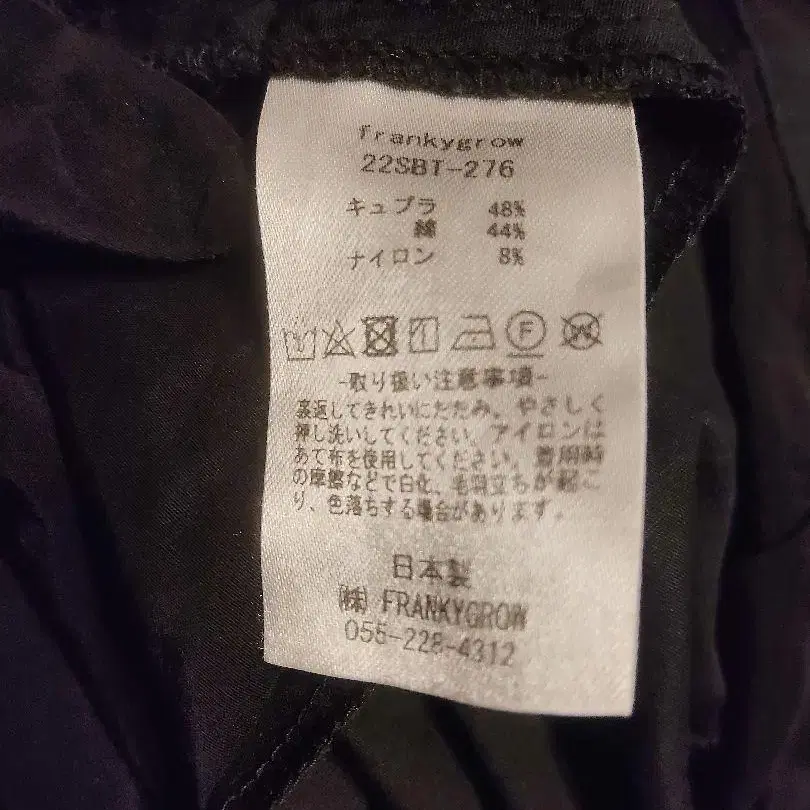 frankygrow
22SBT-276
キュプラ 48%
綿 44%
ナイロン 8%
F
W
-取り扱い注意事項-
裏返してきれいにたたみ、やさしく
押し洗いしてください。アイロンは
あて布を使用してください。着用時
の摩擦などで白化、毛羽立ちが起こ
り、色落ちする場合があります。
日本製
㈱ FRANKYGROW
055-228-4312